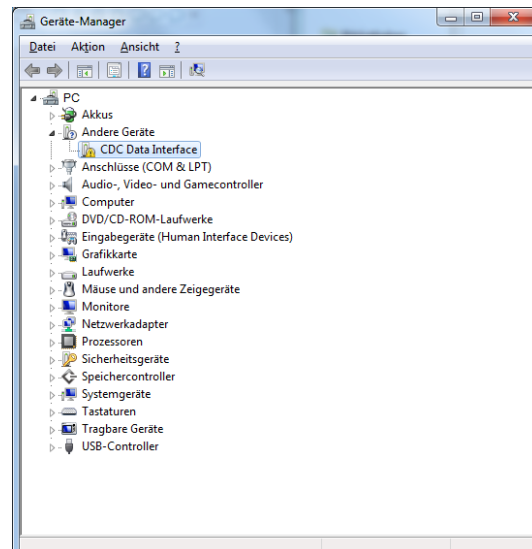 Geräte-Manager
Datei Aktion Ansicht ?
PC
Akkus
Andere Geräte
CDC Data Interface
Anschlüsse (COM & LPT)
Audio-, Video- und Gamecontroller
Computer
DVD/CD-ROM-Laufwerke
Eingabegeräte (Human Interface Devices)
Grafikkarte
Laufwerke
Mäuse und andere Zeigegeräte
Monitore
Netzwerkadapter
Prozessoren
Sicherheitsgeräte
Speichercontroller
Systemgeräte
Tastaturen
Tragbare Geräte
USB-Controller